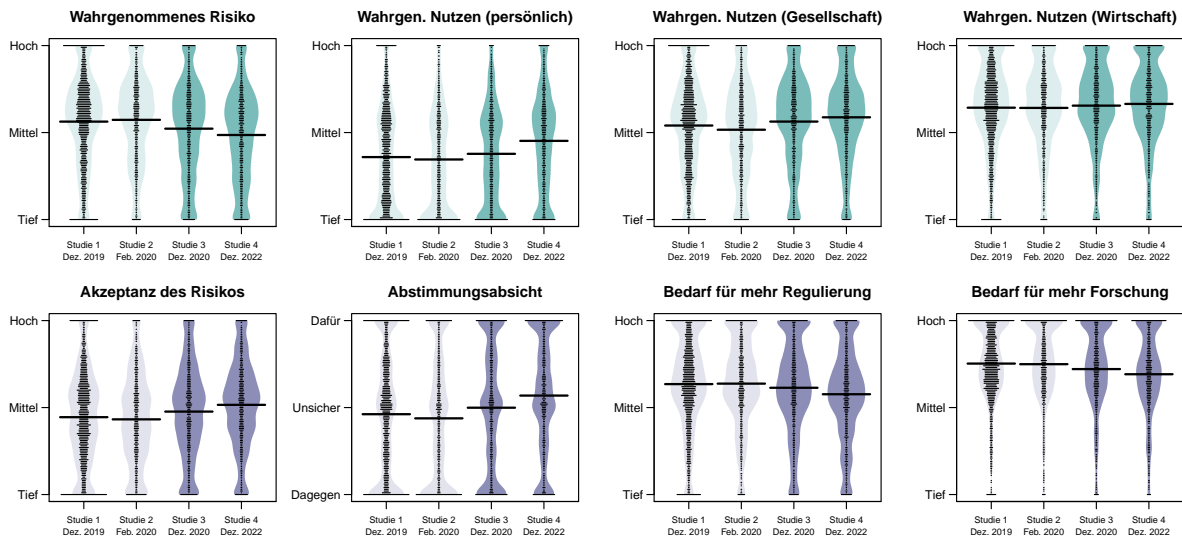 Wahrgenommenes Risiko
Hoch
Mittel
Tief
Studie 1
Dez. 2019
Studie 2
Feb. 2020
Studie 3
Dez. 2020
Studie 4
Dez. 2022
Wahrgen. Nutzen (persönlich)
Hoch
Mittel
Tief
Studie 1
Dez. 2019
Studie 2
Feb. 2020
Studie 3
Dez. 2020
Studie 4
Dez. 2022
Wahrgen. Nutzen (Gesellschaft)
Hoch
Mittel
Tief
Studie 1
Dez. 2019
Studie 2
Feb. 2020
Studie 3
Dez. 2020
Studie 4
Dez. 2022
Wahrgen. Nutzen (Wirtschaft)
Hoch
Mittel
Tief
Studie 1
Dez. 2019
Studie 2
Feb. 2020
Studie 3
Dez. 2020
Studie 4
Dez. 2022
Akzeptanz des Risikos
Hoch
Mittel
Tief
Studie 1
Dez. 2019
Studie 2
Feb. 2020
Studie 3
Dez. 2020
Studie 4
Dez. 2022
Abstimmungsabsicht
Dafür
Unsicher
Dagegen
Studie 1
Dez. 2019
Studie 2
Feb. 2020
Studie 3
Dez. 2020
Studie 4
Dez. 2022
Bedarf für mehr Regulierung
Hoch
Mittel
Tief
Studie 1
Dez. 2019
Studie 2
Feb. 2020
Studie 3
Dez. 2020
Studie 4
Dez. 2022
Bedarf für mehr Forschung
Hoch
Mittel
Tief
Studie 1
Dez. 2019
Studie 2
Feb. 2020
Studie 3
Dez. 2020
Studie 4
Dez. 2022